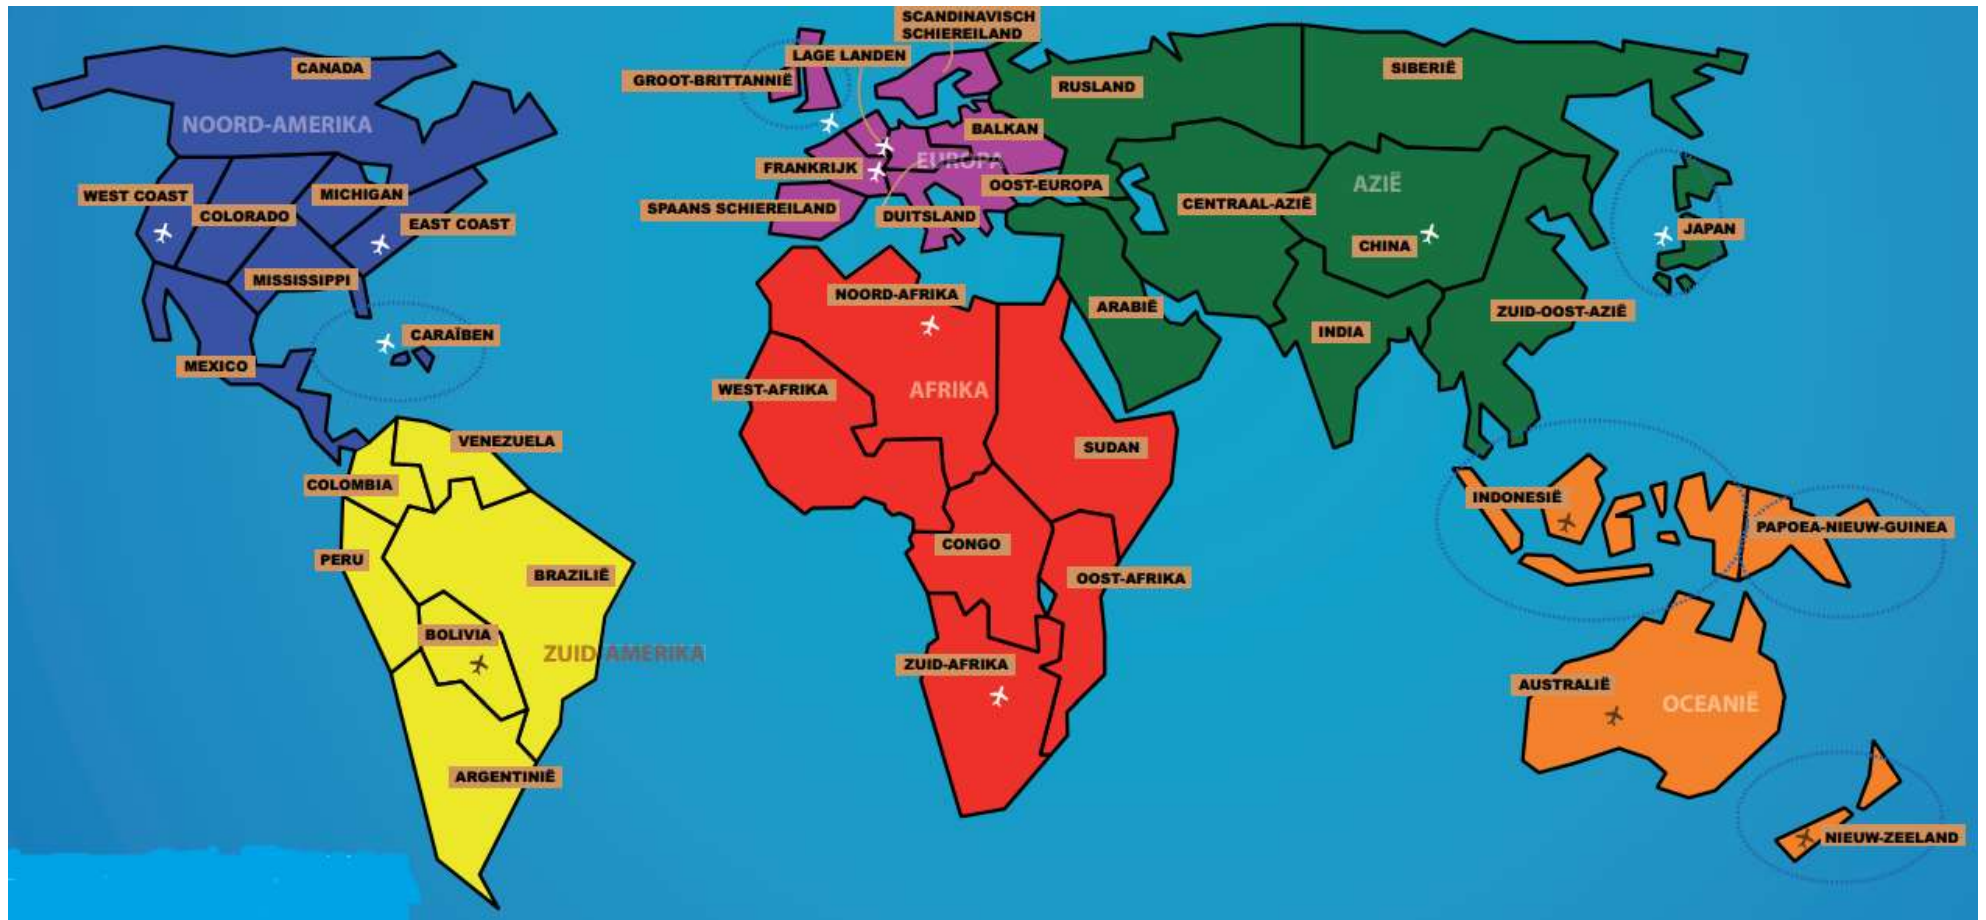 CANADA
NOORD-AMERIKA
WEST COAST
COLORADO
MICHIGAN
EAST COAST
MISSISSIPPI
MEXICO
CARAÏBEN
VENEZUELA
COLOMBIA
PERU
BRAZILIË
BOLIVIA
ZUID-AMERIKA
ARGENTINIË
SCANDINAVISCH
SCHIEREILAND
LAGE LANDEN
GROOT-BRITTANNIË
BALKAN
FRANKRIJK
EUROPA
OOST-EUROPA
SPAANS SCHIEREILAND
DUITSLAND
NOORD-AFRIKA
WEST-AFRIKA
AFRIKA
SUDAN
CONGO
OOST-AFRIKA
ZUID-AFRIKA
RUSLAND
SIBERIË
AZIË
CENTRAAL-AZIË
CHINA
JAPAN
ARABIË
INDIA
ZUID-OOST-AZIË
INDONESIË
PAPOEA-NIEUW-GUINEA
AUSTRALIË
OCEANIË
NIEUW-ZEELAND